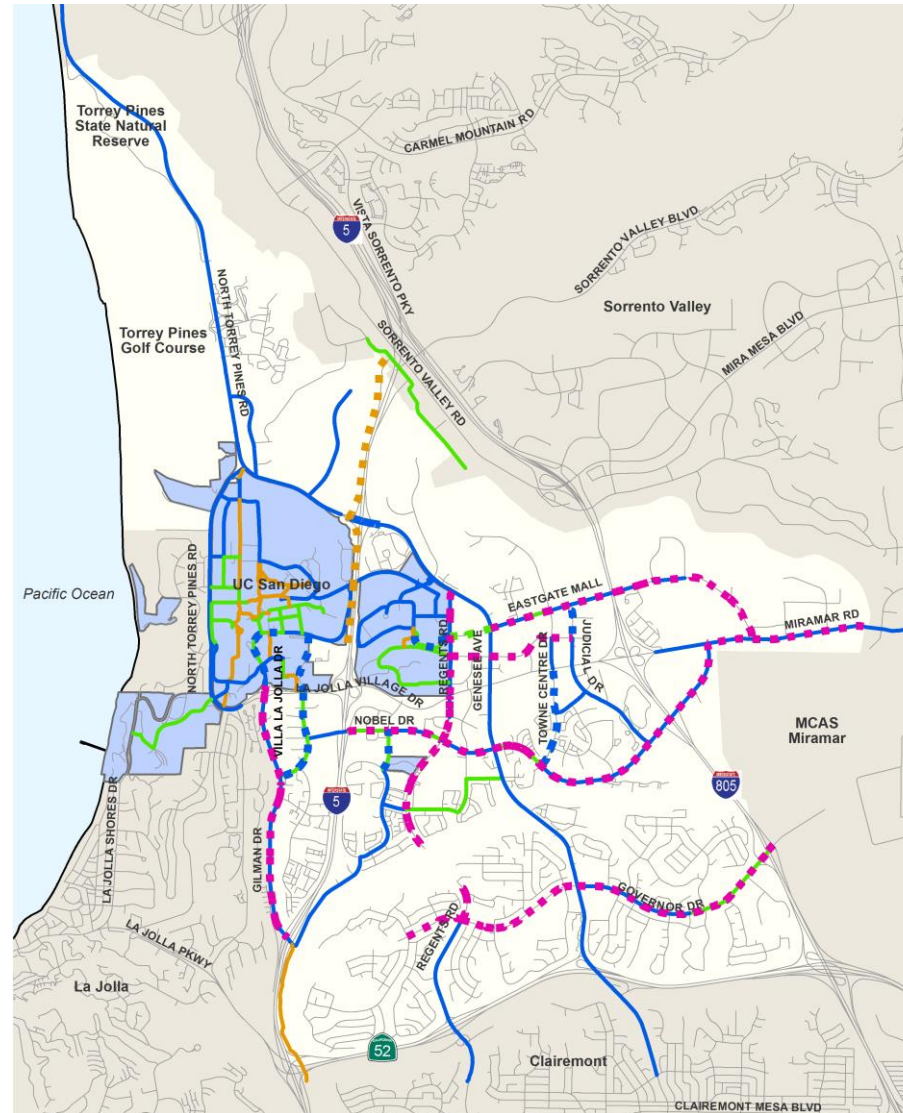 Torrey Pines
State Natural
Reserve
CARMEL MOUNTAIN RD
INTERSTATE
5
VISTA SORRENTO PKY
SORRENTO VALLEY BLVD
NORTH TORREY PINES RD
Torrey Pines
Golf Course
Sorrento Valley
SORRENTO VALLEY RD
MIRA MESA BLVD
Pacific Ocean
NORTH TORREY PINES RD
UC San Diego
EASTGATE MALL
MIRAMAR RD
REGENTS RD
GENESEE AVE
VILLA LA JOLLA DR
LA JOLLA VILLAGE DR
TOWNE CENTRE DR
JUDICIAL DR
NOBEL DR
MCAS
Miramar
INTERSTATE
5
INTERSTATE
805
LA JOLLA SHORES DR
GILMAN DR
GOVERNOR DR
REGENTS RD
LA JOLLA PKWY
La Jolla
CALIFORNIA
52
Clairemont
CLAIREMONT MESA BLVD